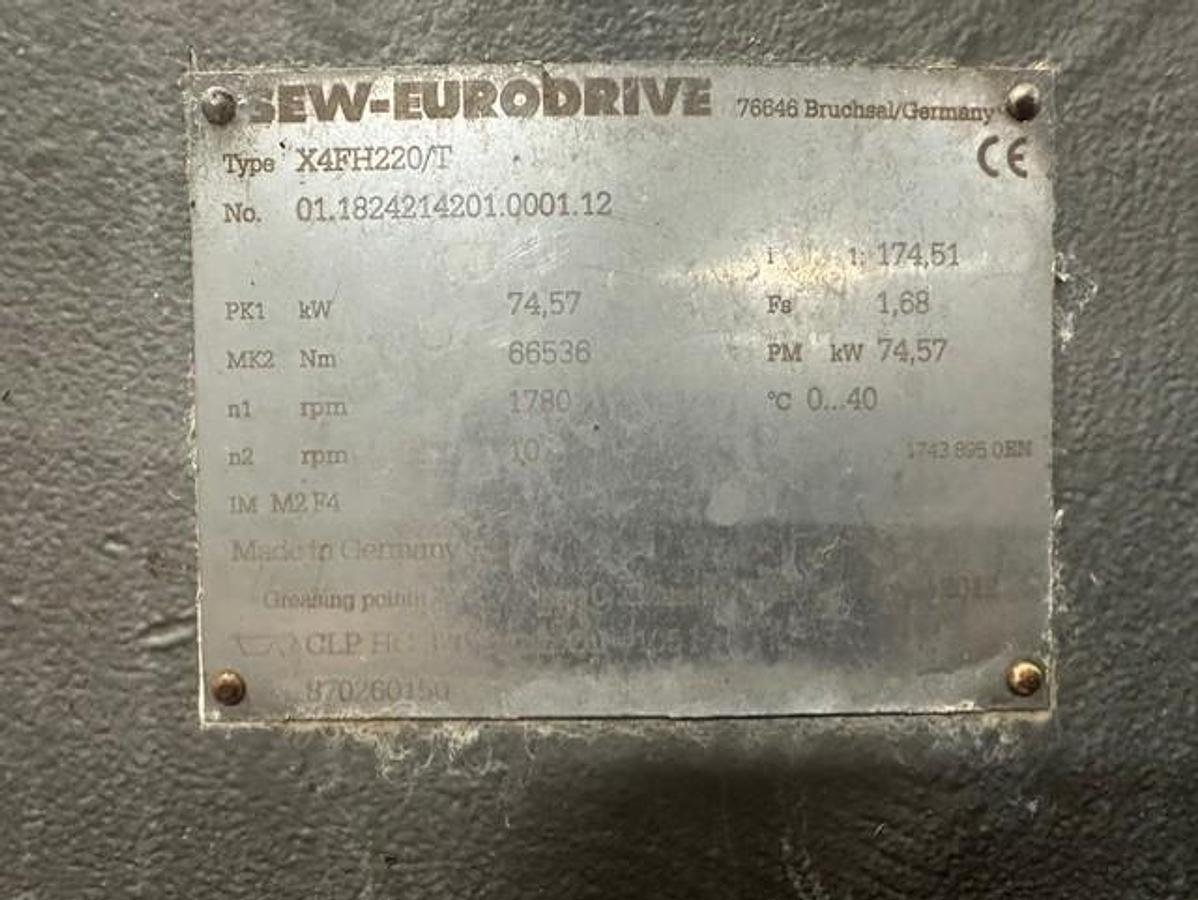 SEW-EURODRIVE 76646 Bruchsal/Germany
Type X4FH220/T CE
No. 01.1824214201.0001.12
i 1: 174,51
PK1 kW 74,57 Fs 1,68
MK2 Nm 66536 PM kW 74,57
n1 rpm 1780 °C 0...40
n2 rpm 10 1743 895 0EN
IM M2 F4
Made in Germany
Greasing points
CLP HC
870260150